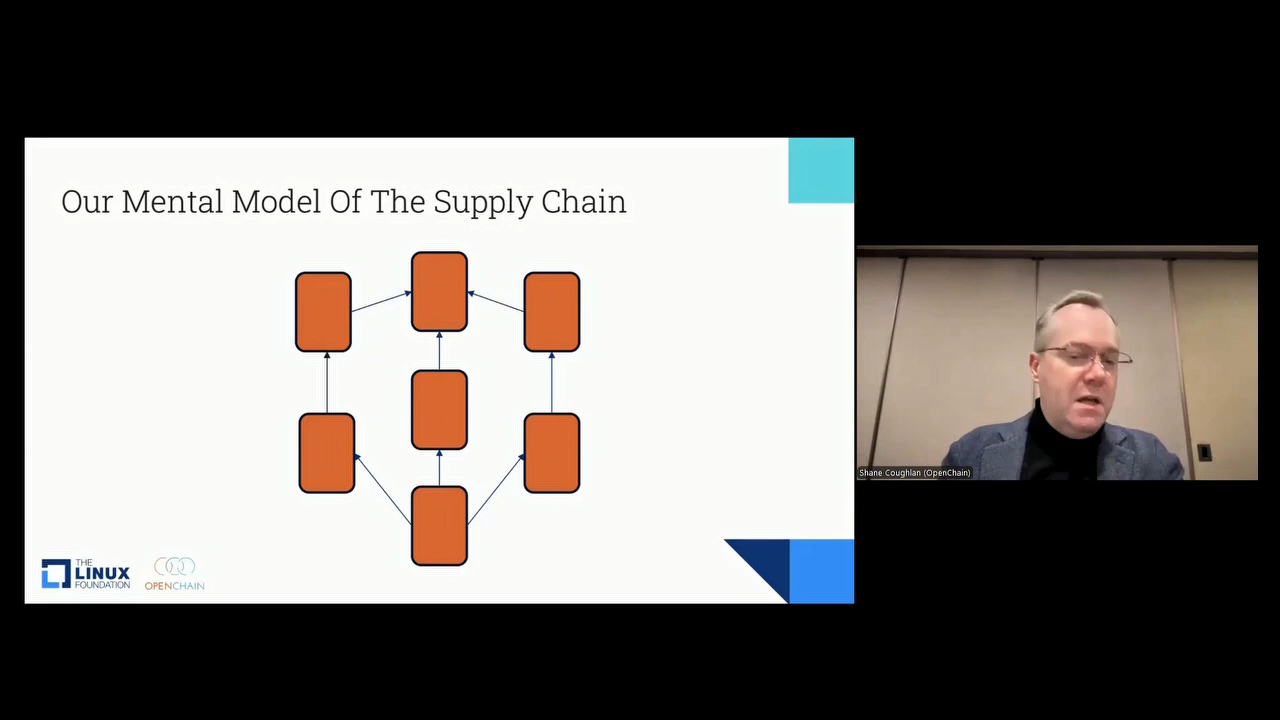 Our Mental Model Of The Supply Chain
THE
LINUX
FOUNDATION
OPENCHAIN
Shane Coughlan (OpenChain)